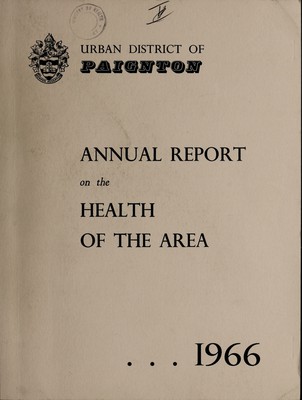 URBAN DISTRICT OF
PAIGNTON
ANNUAL REPORT
on the
HEALTH
OF THE AREA
. . . 1966